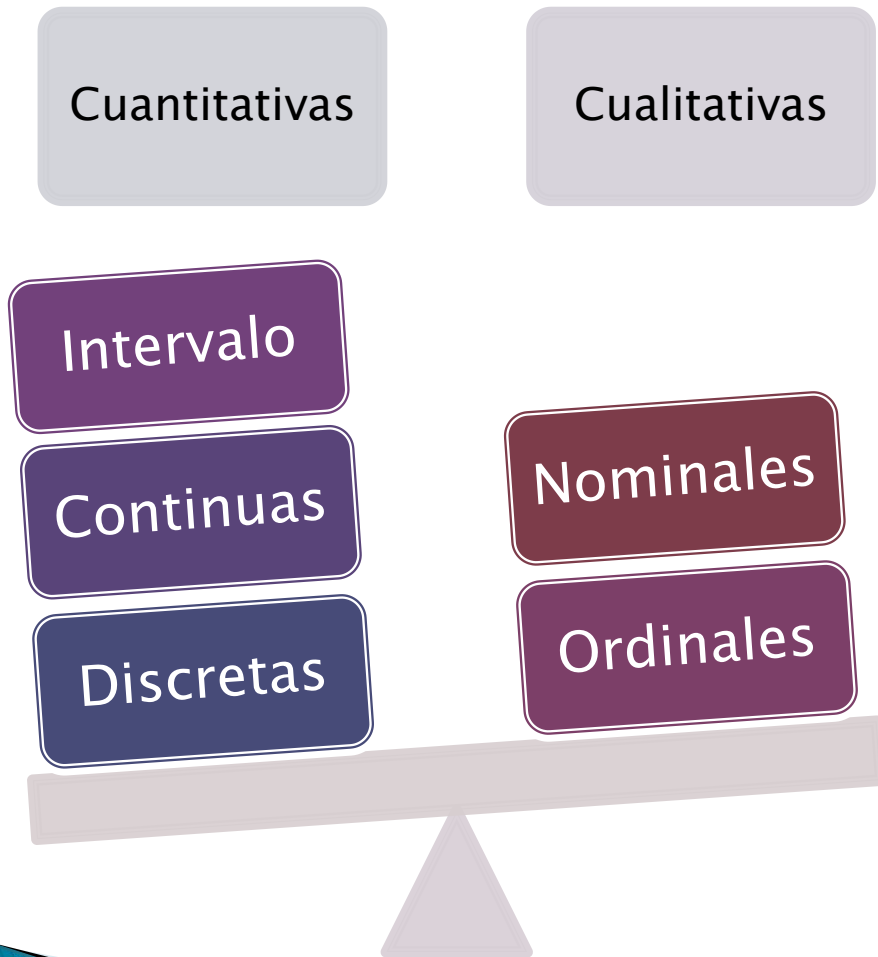 Cuantitativas
Cualitativas
Intervalo
Continuas
Discretas
Nominales
Ordinales